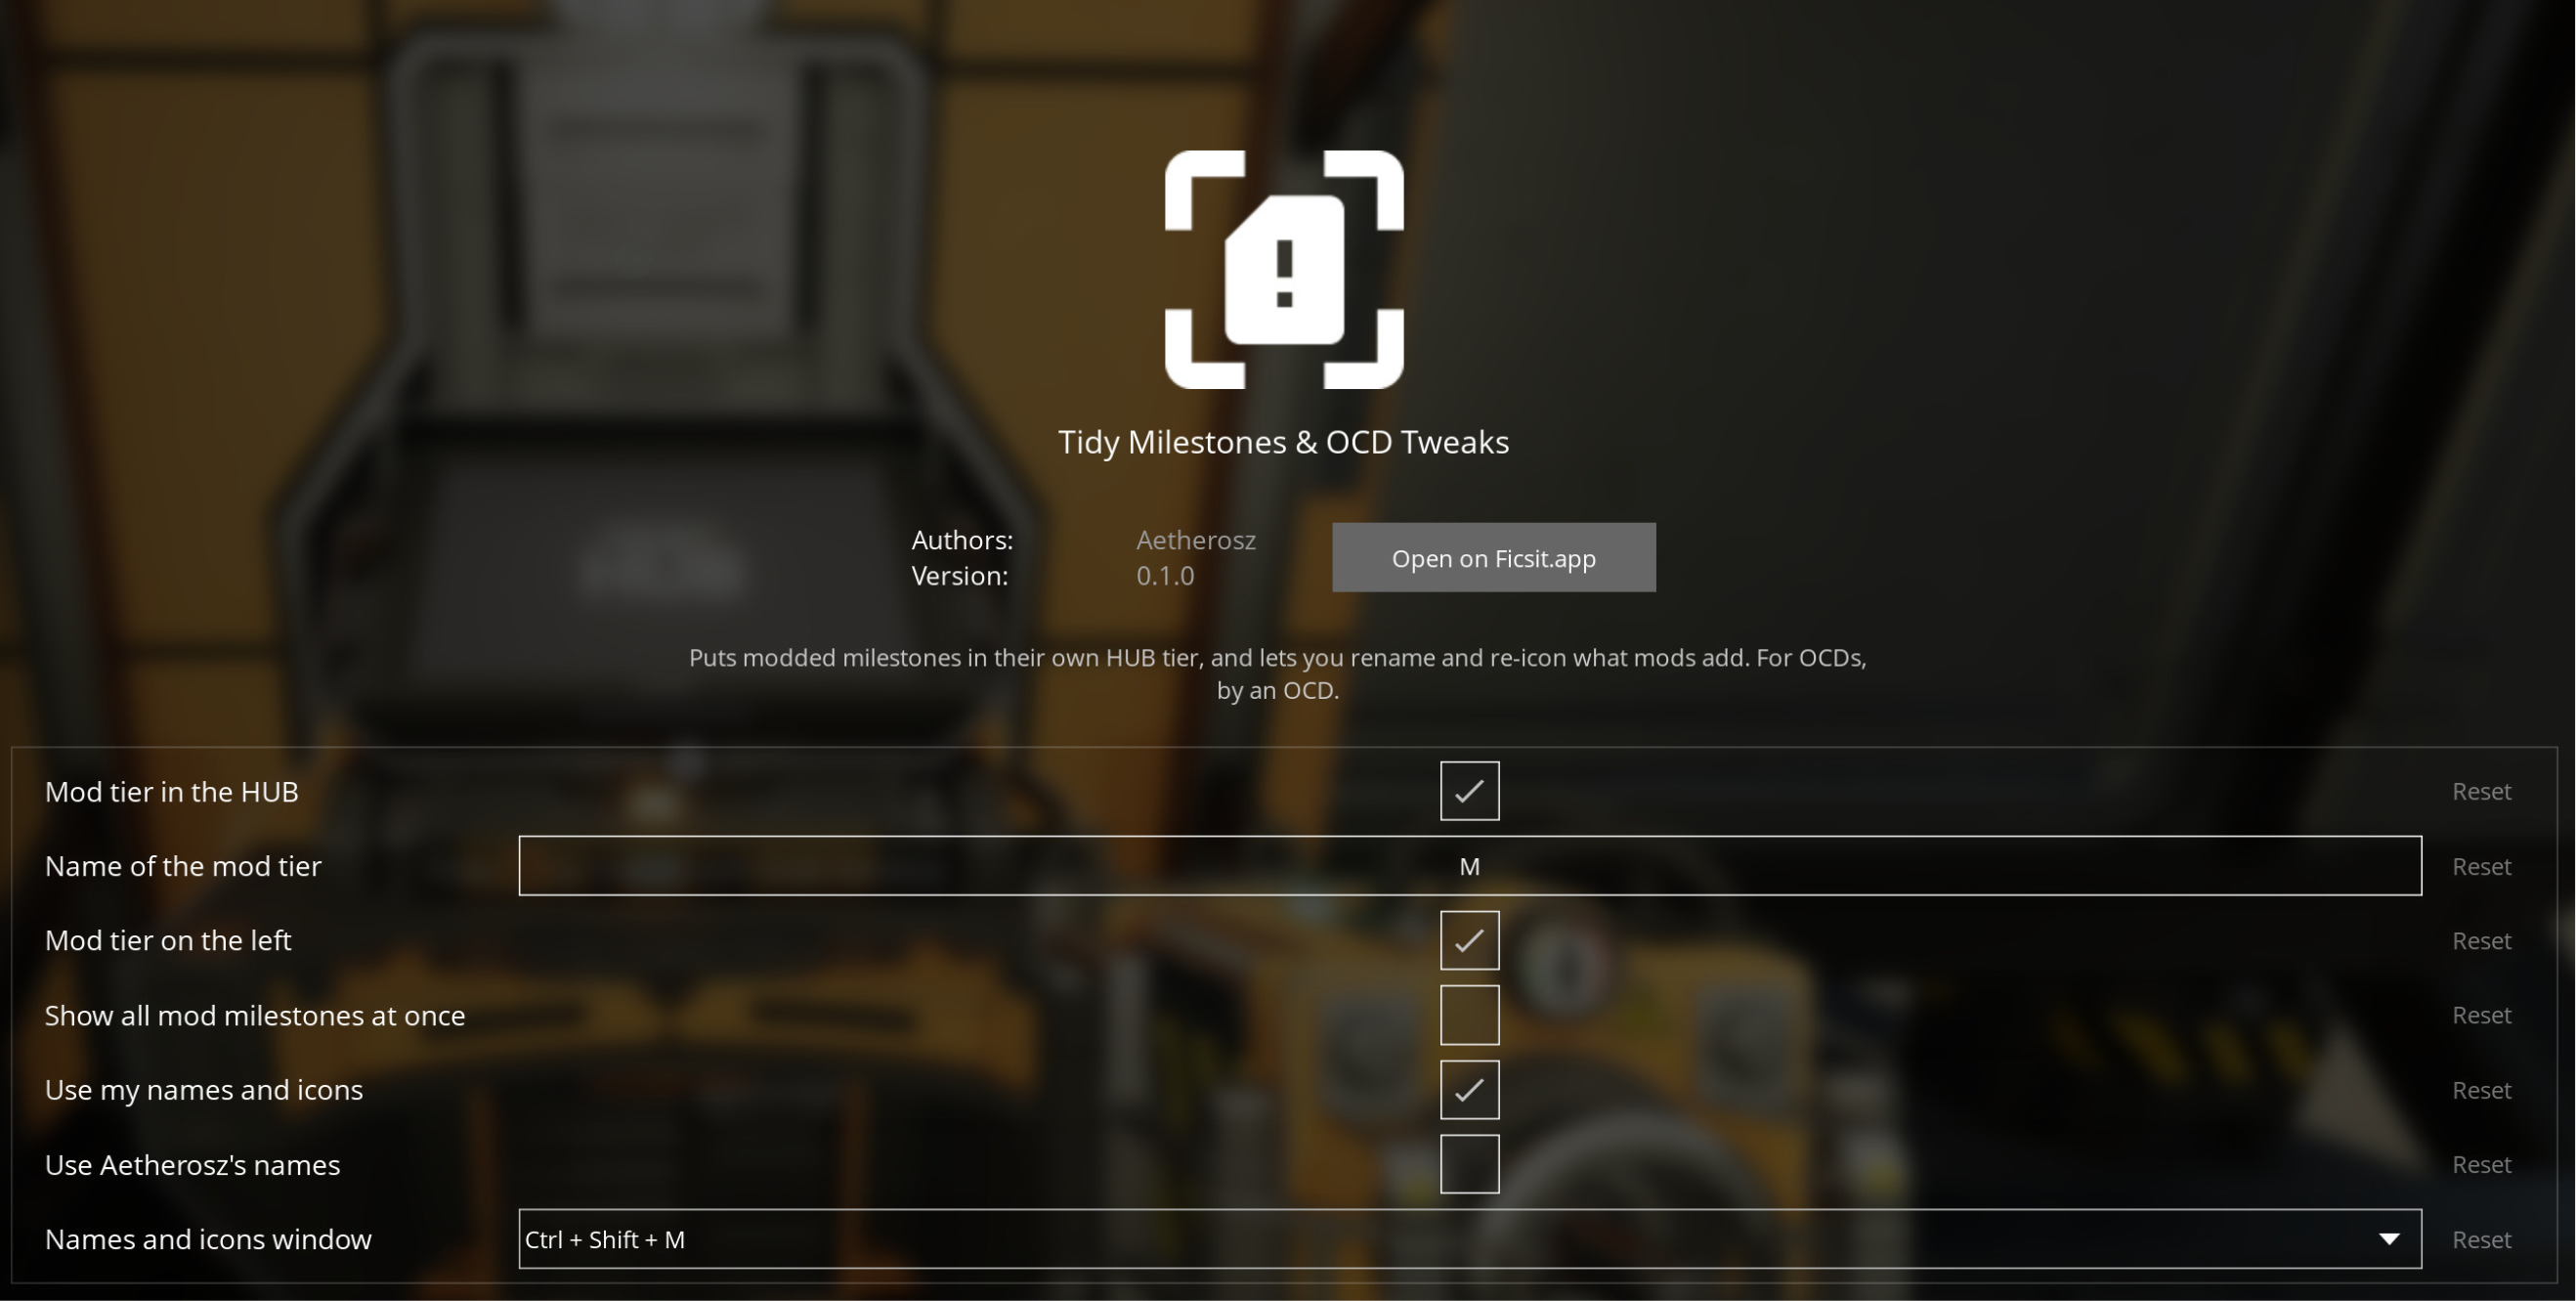 Tidy Milestones & OCD Tweaks
Authors: Aetherosz
Version: 0.1.0
Open on Ficsit.app
Puts modded milestones in their own HUB tier, and lets you rename and re-icon what mods add. For OCDs,
by an OCD.
Mod tier in the HUB Reset
Name of the mod tier M Reset
Mod tier on the left Reset
Show all mod milestones at once Reset
Use my names and icons Reset
Use Aetherosz's names Reset
Names and icons window Ctrl + Shift + M Reset